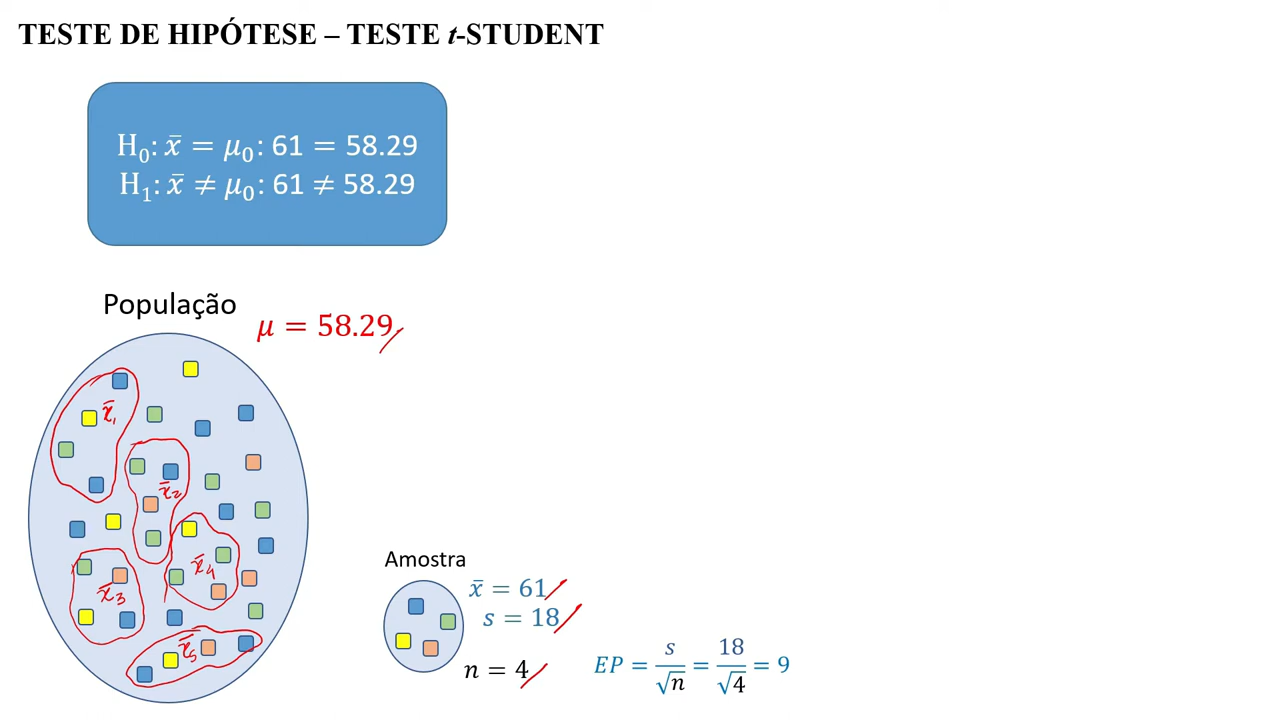 TESTE DE HIPÓTESE – TESTE t-STUDENT
H₀: x̄ = μ₀: 61 = 58.29
H₁: x̄ ≠ μ₀: 61 ≠ 58.29
População
μ = 58.29
x̄₁
x̄₂
x̄₄
x̄₃
x̄₅
Amostra
x̄ = 61
s = 18
n = 4
EP = s/√n = 18/√4 = 9